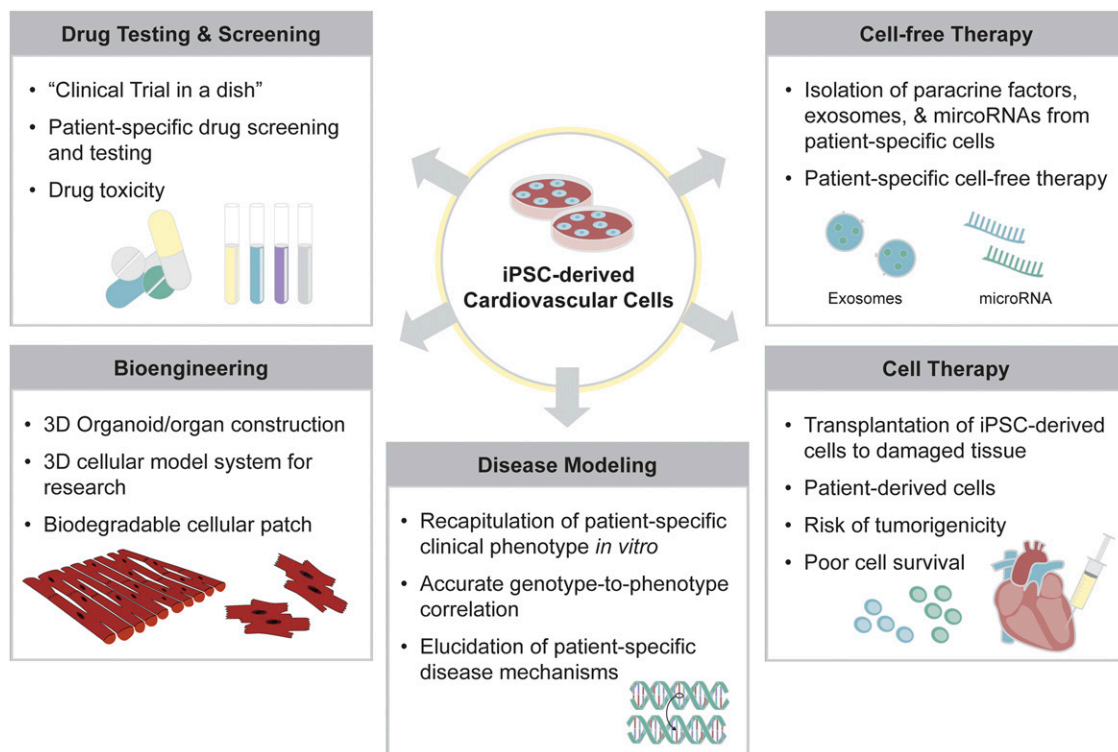 Drug Testing & Screening
• “Clinical Trial in a dish”
• Patient-specific drug screening
and testing
• Drug toxicity
Cell-free Therapy
• Isolation of paracrine factors,
exosomes, & mircoRNAs from
patient-specific cells
• Patient-specific cell-free therapy
Exosomes
microRNA
iPSC-derived
Cardiovascular Cells
Bioengineering
• 3D Organoid/organ construction
• 3D cellular model system for
research
• Biodegradable cellular patch
Disease Modeling
• Recapitulation of patient-specific
clinical phenotype in vitro
• Accurate genotype-to-phenotype
correlation
• Elucidation of patient-specific
disease mechanisms
Cell Therapy
• Transplantation of iPSC-derived
cells to damaged tissue
• Patient-derived cells
• Risk of tumorigenicity
• Poor cell survival